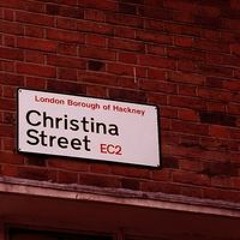 London Borough of Hackney
Christina
Street EC2